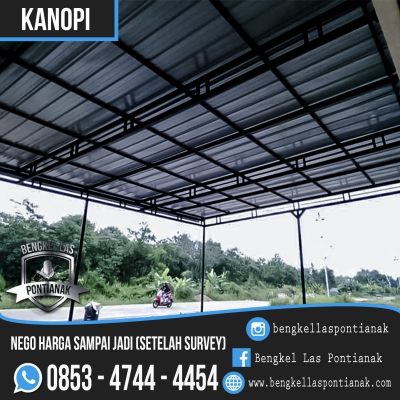 KANOPI
BENGKEL LAS
PONTIANAK
NEGO HARGA SAMPAI JADI (SETELAH SURVEY)
0853 - 4744 - 4454
bengkellaspontianak
Bengkel Las Pontianak
www.bengkellaspontianak.com